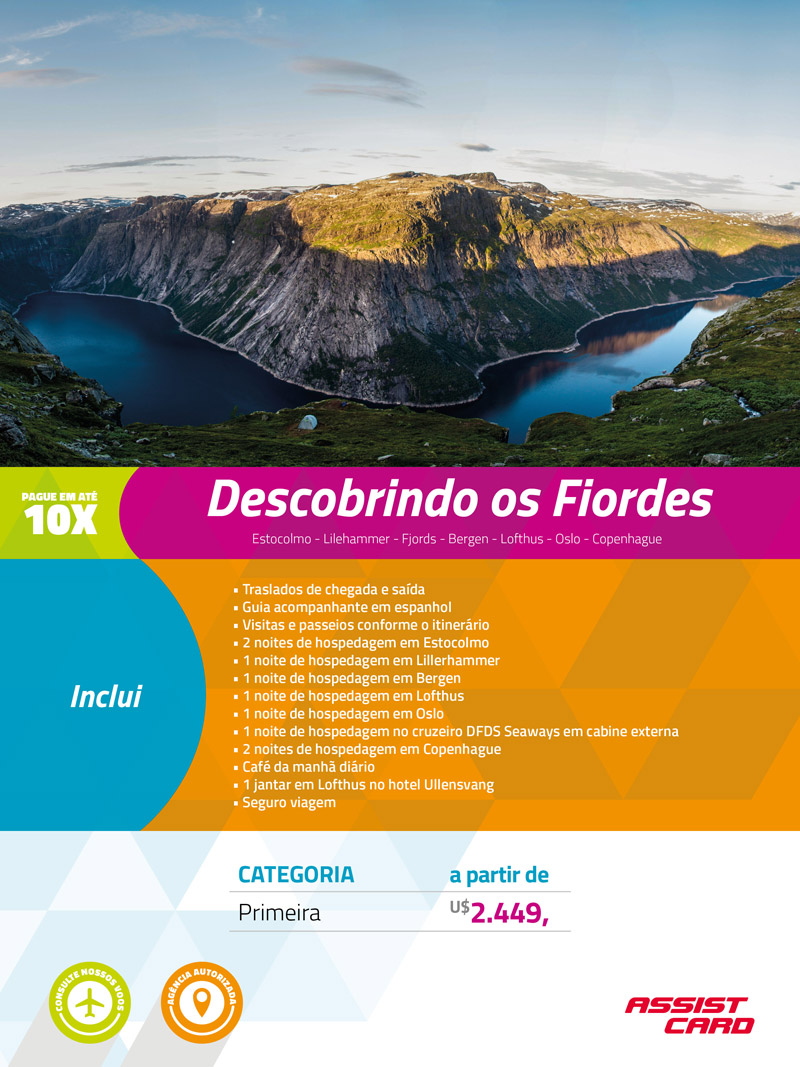 PAGUE EM ATÉ
10X
Descobrindo os Fiordes
Estocolmo - Lilehammer - Fjords - Bergen - Lofthus - Oslo - Copenhague
Inclui
• Traslados de chegada e saída
• Guia acompanhante em espanhol
• Visitas e passeios conforme o itinerário
• 2 noites de hospedagem em Estocolmo
• 1 noite de hospedagem em Lillerhammer
• 1 noite de hospedagem em Bergen
• 1 noite de hospedagem em Lofthus
• 1 noite de hospedagem em Oslo
• 1 noite de hospedagem no cruzeiro DFDS Seaways em cabine externa
• 2 noites de hospedagem em Copenhague
• Café da manhã diário
• 1 jantar em Lofthus no hotel Ullensvang
• Seguro viagem
CATEGORIA a partir de
Primeira U$2.449,
CONSULTE NOSSOS VOOS
AGÊNCIA AUTORIZADA
ASSIST
CARD